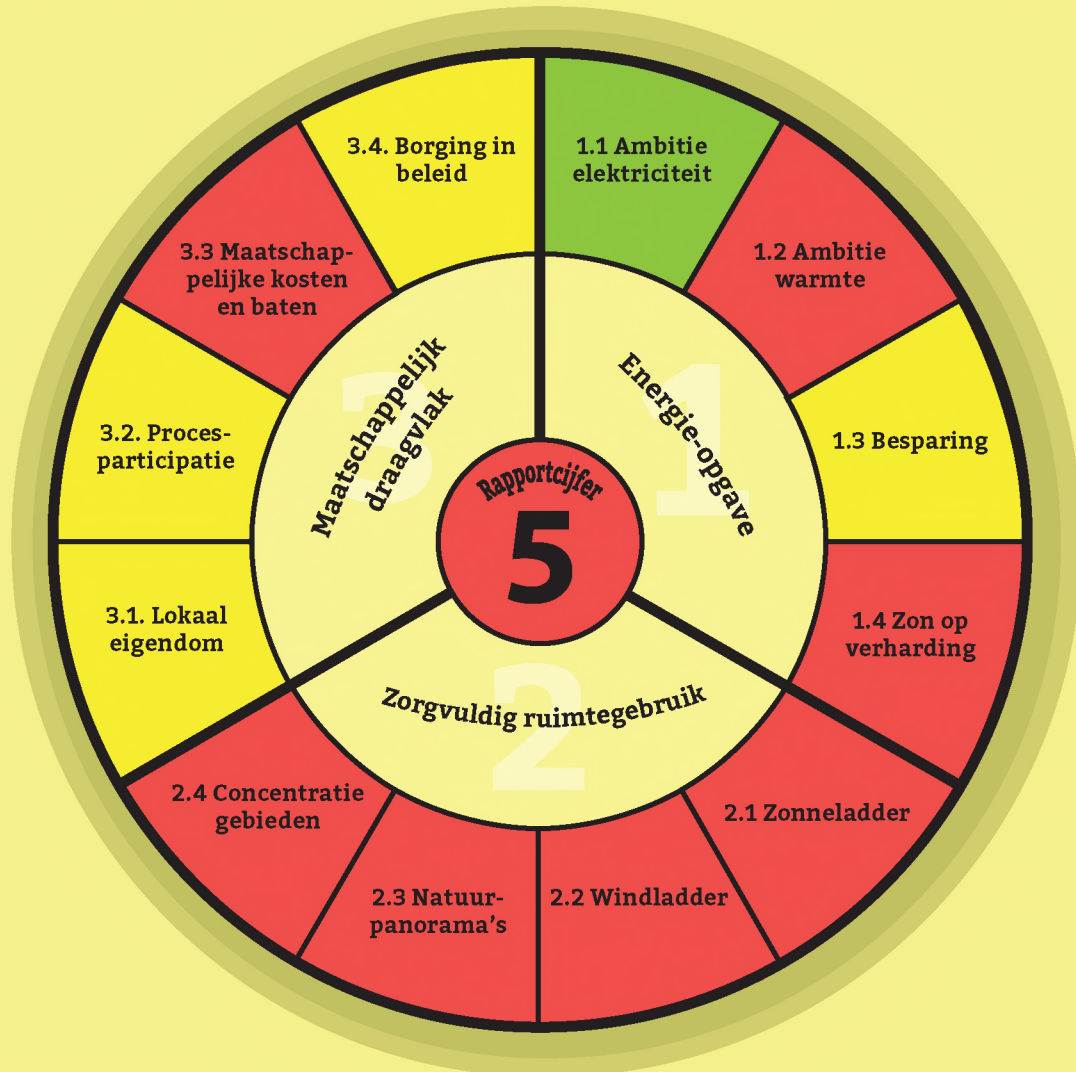 1.1 Ambitie
elektriciteit
1.2 Ambitie
warmte
1.3 Besparing
1.4 Zon op
verharding
2.1 Zonneladder
2.2 Windladder
2.3 Natuur-
panorama’s
2.4 Concentratie
gebieden
3.1. Lokaal
eigendom
3.2. Proces-
participatie
3.3 Maatschap-
pelijke kosten
en baten
3.4. Borging in
beleid
1
Energie-opgave
2
Zorgvuldig ruimtegebruik
3
Maatschappelijk
draagvlak
Rapportcijfer
5